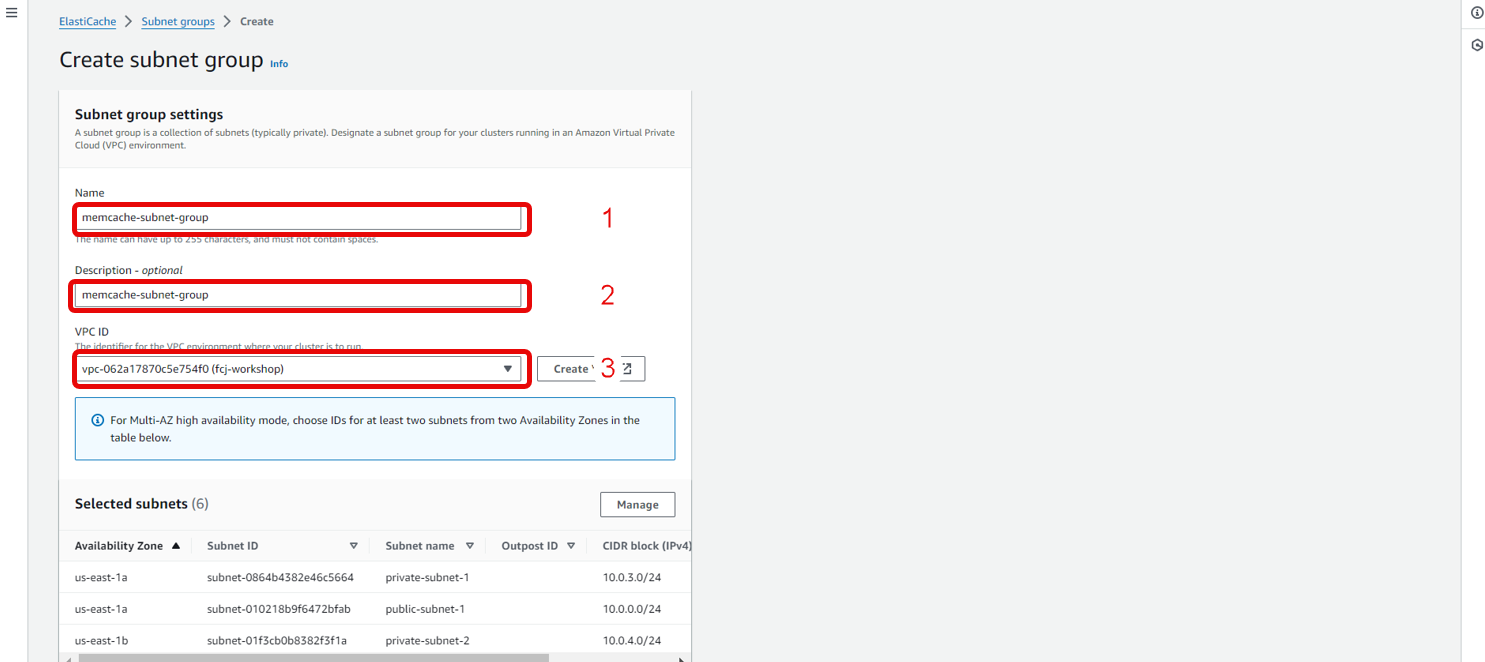 ElastiCache > Subnet groups > Create
Create subnet group Info
Subnet group settings
A subnet group is a collection of subnets (typically private). Designate a subnet group for your clusters running in an Amazon Virtual Private
Cloud (VPC) environment.
Name
memcache-subnet-group 1
The name can have up to 255 characters, and must not contain spaces.
Description - optional
memcache-subnet-group 2
VPC ID
The identifier for the VPC environment where your cluster is to run.
vpc-062a17870c5e754f0 (fcj-workshop) Create 3
For Multi-AZ high availability mode, choose IDs for at least two subnets from two Availability Zones in the
table below.
Selected subnets (6) Manage
Availability Zone Subnet ID Subnet name Outpost ID CIDR block (IPv4)
us-east-1a subnet-0864b4382e46c5664 private-subnet-1 10.0.3.0/24
us-east-1a subnet-010218b9f6472bfab public-subnet-1 10.0.0.0/24
us-east-1b subnet-01f3cb0b8382f3f1a private-subnet-2 10.0.4.0/24